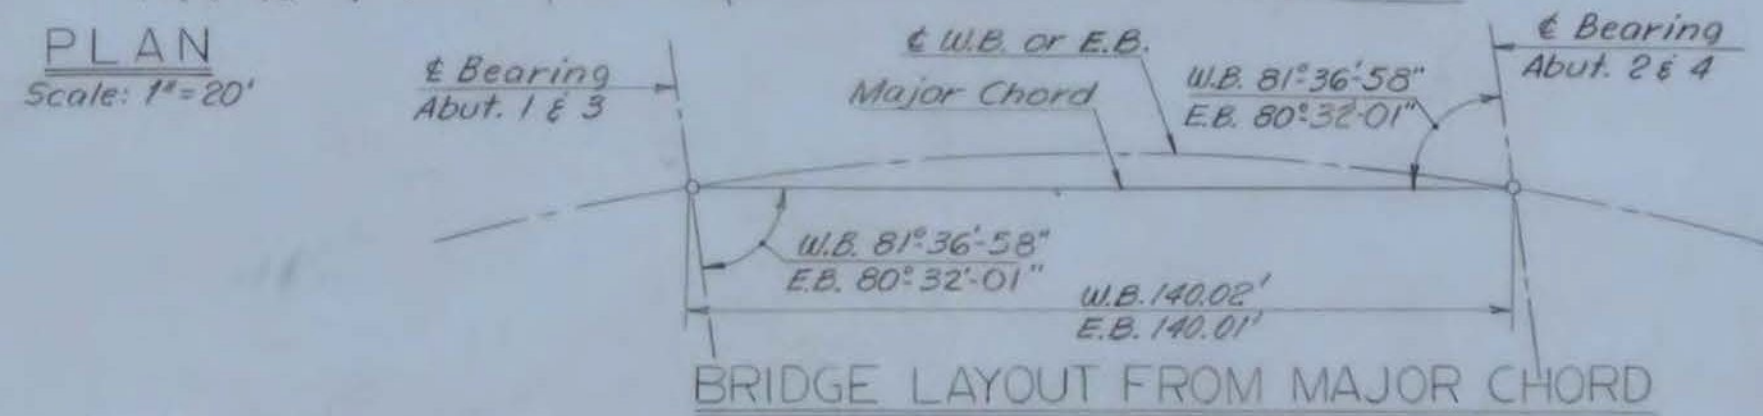 PLAN
Scale: 1"=20'
℄ Bearing
Abut. 1 & 3
℄ W.B. or E.B.
Major Chord
W.B. 81°-36'-58"
E.B. 80°-32'-01"
℄ Bearing
Abut. 2 & 4
W.B. 81°-36'-58"
E.B. 80°-32'-01"
W.B. 140.02'
E.B. 140.01'
BRIDGE LAYOUT FROM MAJOR CHORD